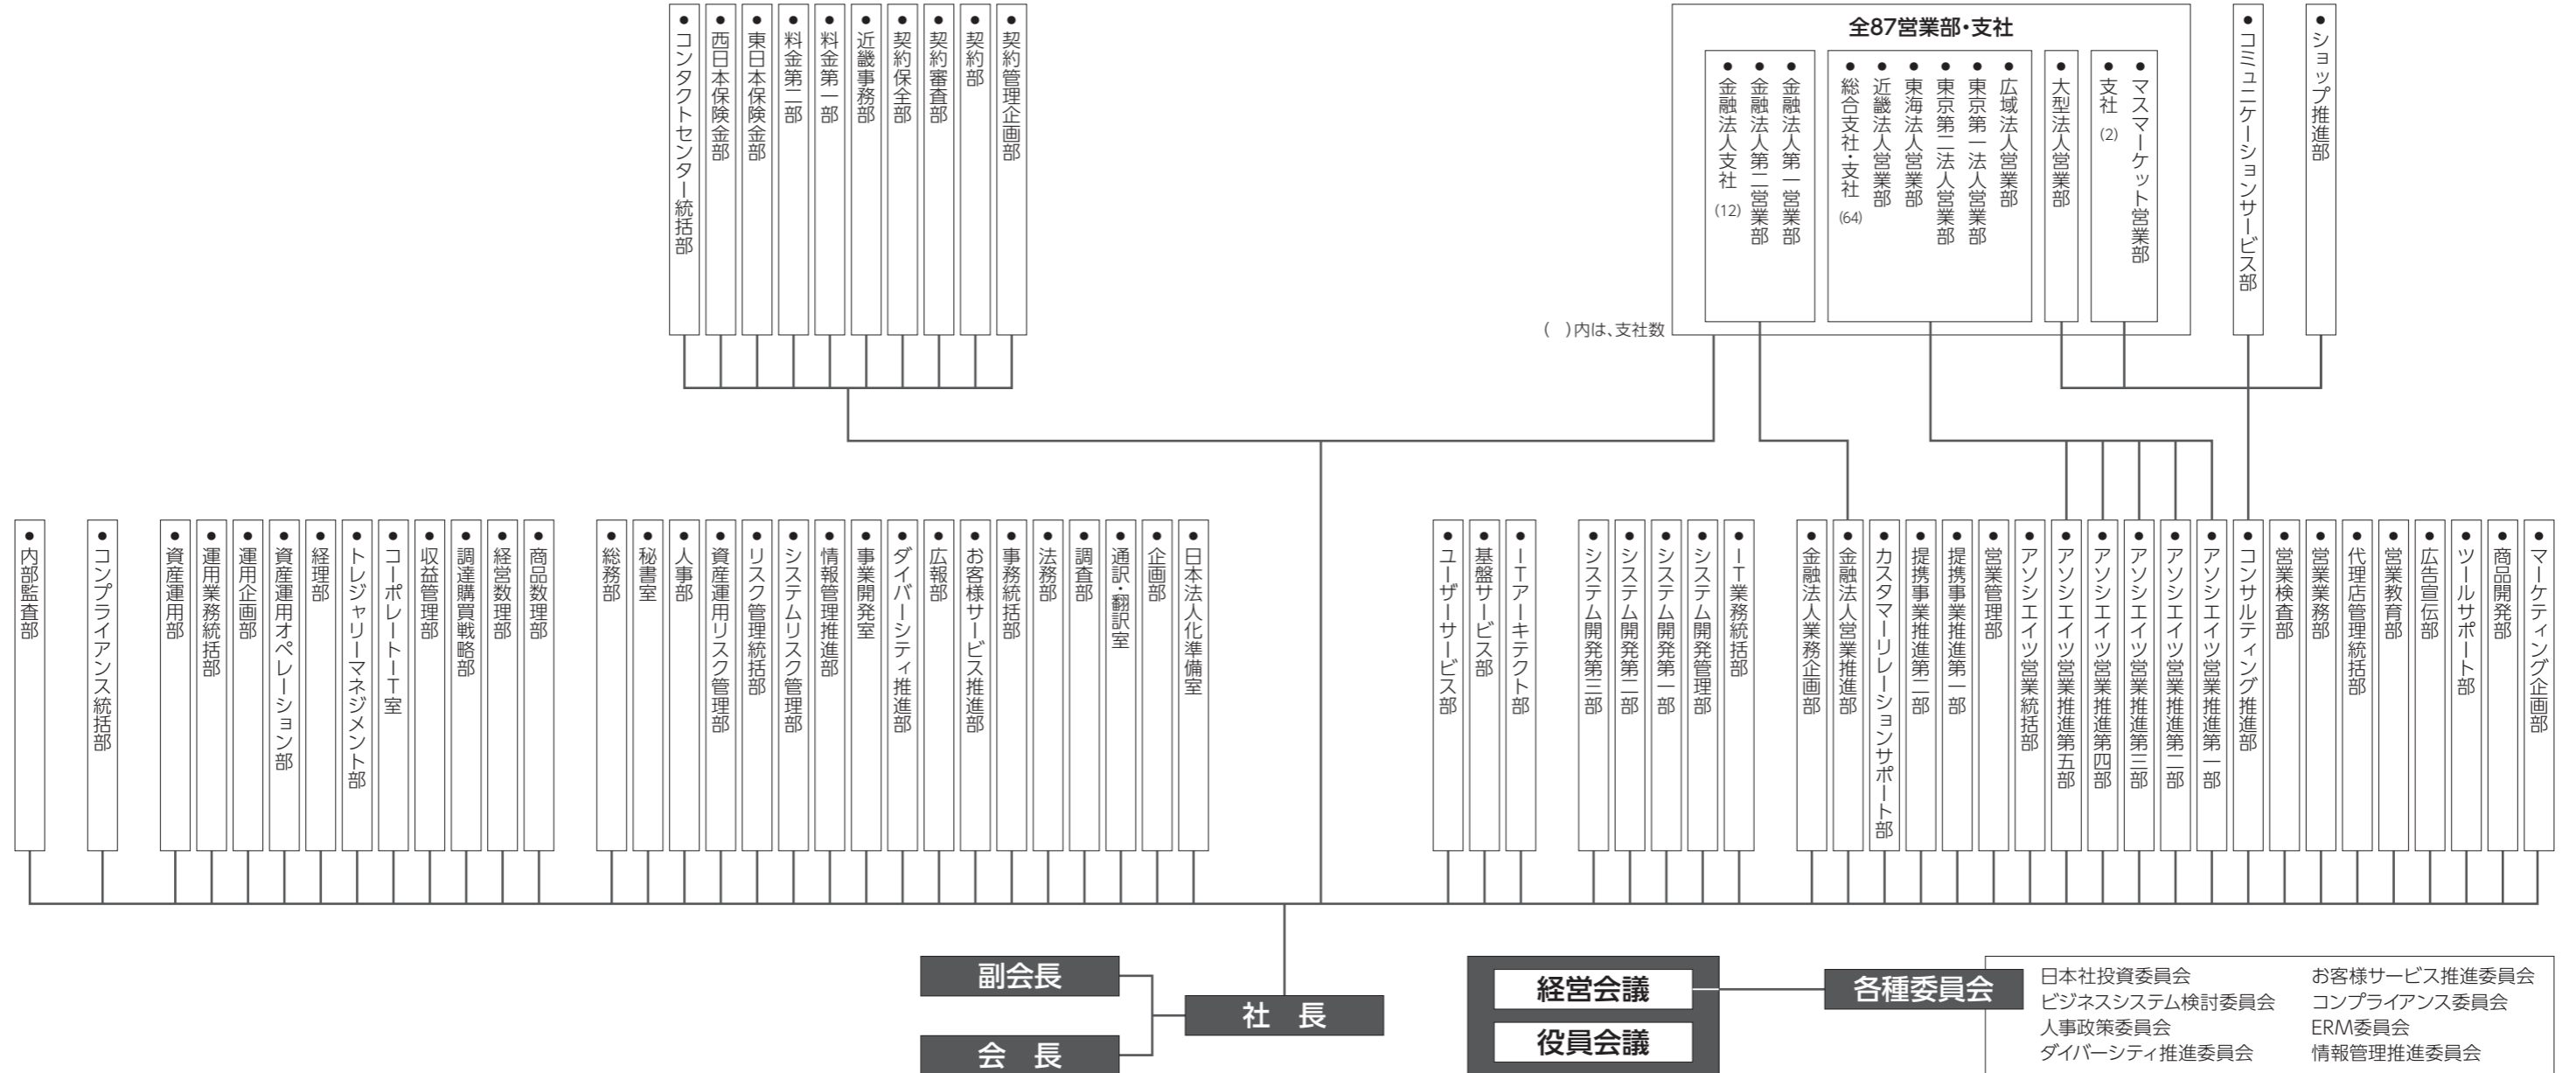 ●コンタクトセンター統括部
●西日本保険金部
●東日本保険金部
●料金第二部
●料金第一部
●近畿事務部
●契約保全部
●契約審査部
●契約部
●契約管理企画部
全87営業部・支社
●金融法人支社 (12)
●金融法人第二営業部
●金融法人第一営業部
●総合支社・支社 (64)
●近畿法人営業部
●東海法人営業部
●東京第二法人営業部
●東京第一法人営業部
●広域法人営業部
●大型法人営業部
●支社 (2)
●マスマーケット営業部
●コミュニケーションサービス部
●ショップ推進部
( )内は、支社数
●内部監査部
●コンプライアンス統括部
●資産運用部
●運用業務統括部
●運用企画部
●資産運用オペレーション部
●経理部
●トレジャリーマネジメント部
●コーポレートIT室
●収益管理部
●調達購買戦略部
●経営数理部
●商品数理部
●総務部
●秘書室
●人事部
●資産運用リスク管理部
●リスク管理統括部
●システムリスク管理部
●情報管理推進部
●事業開発室
●ダイバーシティ推進部
●広報部
●お客様サービス推進部
●事務統括部
●法務部
●調査部
●通訳・翻訳室
●企画部
●日本法人化準備室
●ユーザーサービス部
●基盤サービス部
●ITアーキテクト部
●システム開発第三部
●システム開発第二部
●システム開発第一部
●システム開発管理部
●IT業務統括部
●金融法人業務企画部
●金融法人営業推進部
●カスタマーリレーションサポート部
●提携事業推進第二部
●提携事業推進第一部
●営業管理部
●アソシエイツ営業統括部
●アソシエイツ営業推進第五部
●アソシエイツ営業推進第四部
●アソシエイツ営業推進第三部
●アソシエイツ営業推進第二部
●アソシエイツ営業推進第一部
●コンサルティング推進部
●営業検査部
●営業業務部
●代理店管理統括部
●営業教育部
●広告宣伝部
●ツールサポート部
●商品開発部
●マーケティング企画部
副会長
会 長
社 長
経営会議
役員会議
各種委員会
日本社投資委員会
ビジネスシステム検討委員会
人事政策委員会
ダイバーシティ推進委員会
お客様サービス推進委員会
コンプライアンス委員会
ERM委員会
情報管理推進委員会